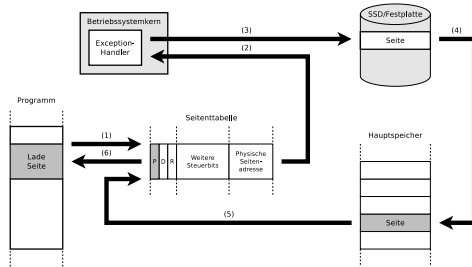 Betriebssystemkern
Exception-
Handler
(3)
(2)
SSD/Festplatte
Seite
(4)
Programm
Lade
Seite
(1)
(6)
Seitenttabelle
P
D
R
Weitere
Steuerbits
Physische
Seiten-
adresse
Hauptspeicher
Seite
(5)